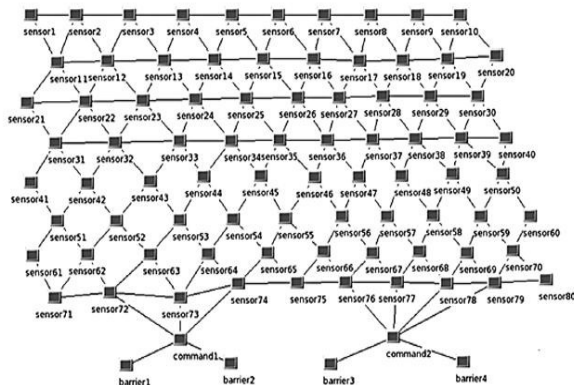 sensor1 sensor2 sensor3 sensor4 sensor5 sensor6 sensor7 sensor8 sensor9 sensor10
sensor11 sensor12 sensor13 sensor14 sensor15 sensor16 sensor17 sensor18 sensor19 sensor20
sensor21 sensor22 sensor23 sensor24 sensor25 sensor26 sensor27 sensor28 sensor29 sensor30
sensor31 sensor32 sensor33 sensor34 sensor35 sensor36 sensor37 sensor38 sensor39 sensor40
sensor41 sensor42 sensor43 sensor44 sensor45 sensor46 sensor47 sensor48 sensor49 sensor50
sensor51 sensor52 sensor53 sensor54 sensor55 sensor56 sensor57 sensor58 sensor59 sensor60
sensor61 sensor62 sensor63 sensor64 sensor65 sensor66 sensor67 sensor68 sensor69 sensor70
sensor71 sensor72 sensor73 sensor74 sensor75 sensor76 sensor77 sensor78 sensor79 sensor80
command1 command2
barrier1 barrier2 barrier3 barrier4